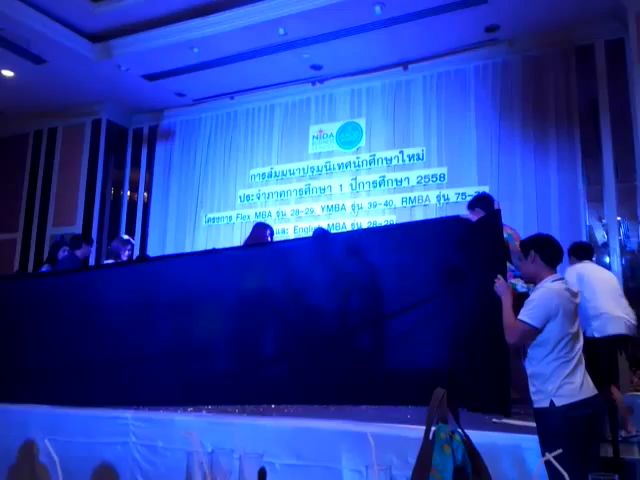 NIDA
การสัมมนาปฐมนิเทศนักศึกษาใหม่
ประจำภาคการศึกษา 1 ปีการศึกษา 2558
โครงการ Flex MBA รุ่น 28-29, YMBA รุ่น 39-40, RMBA รุ่น 75-
และ English MBA รุ่น 28-29